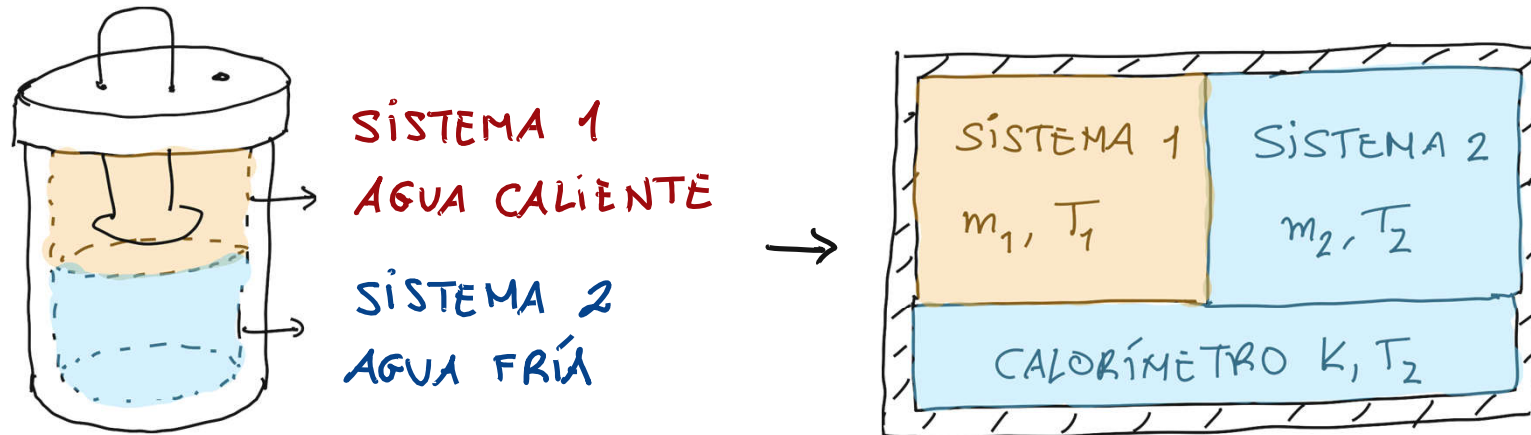 SISTEMA 1
AGUA CALIENTE
SISTEMA 2
AGUA FRÍA
SISTEMA 1
m₁, T₁
SISTEMA 2
m₂, T₂
CALORÍMETRO K, T₂